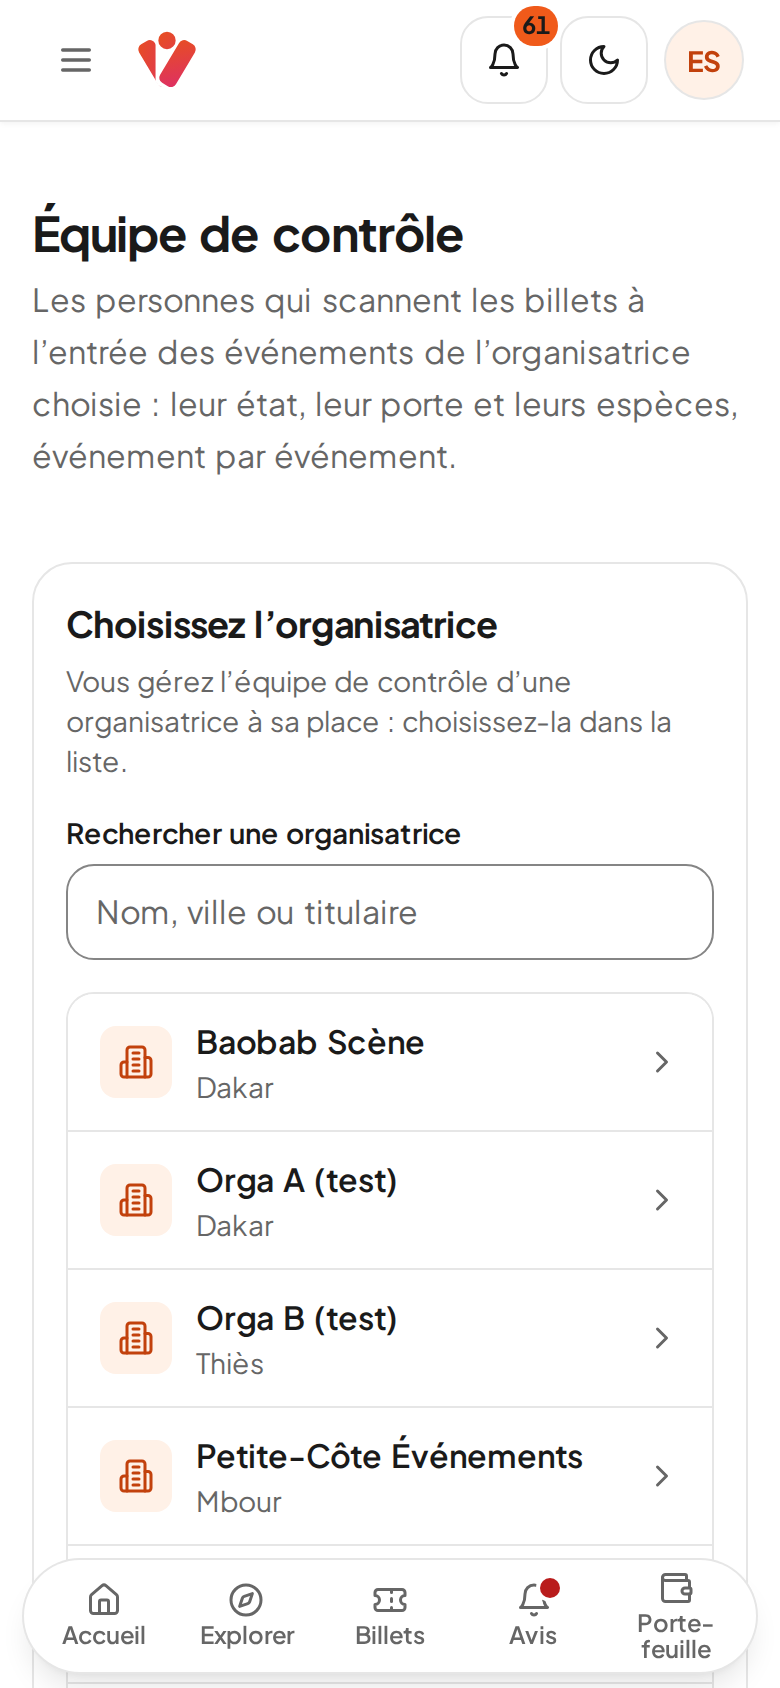 61
ES
Équipe de contrôle
Les personnes qui scannent les billets à
l’entrée des événements de l’organisatrice
choisie : leur état, leur porte et leurs espèces,
événement par événement.
Choisissez l’organisatrice
Vous gérez l’équipe de contrôle d’une
organisatrice à sa place : choisissez-la dans la
liste.
Rechercher une organisatrice
Nom, ville ou titulaire
Baobab Scène
Dakar
Orga A (test)
Dakar
Orga B (test)
Thiès
Petite-Côte Événements
Mbour
Accueil
Explorer
Billets
Avis
Porte-
feuille